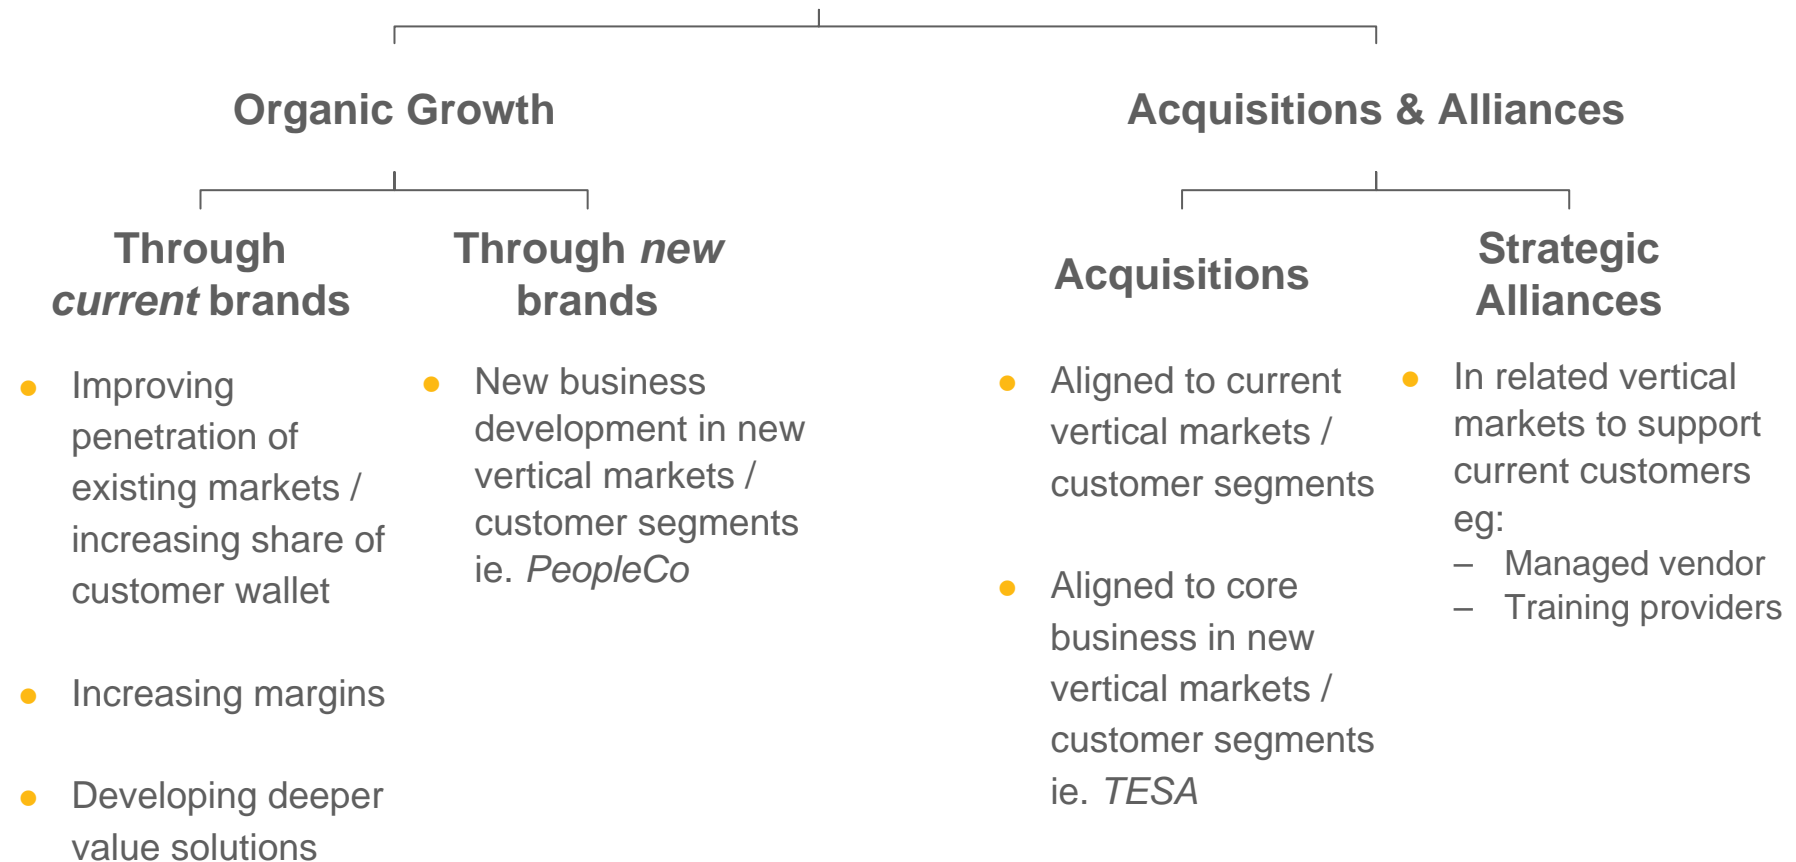 Organic Growth
Acquisitions & Alliances
Through
current brands
Through new
brands
Acquisitions
Strategic
Alliances
● Improving
penetration of
existing markets /
increasing share of
customer wallet
● Increasing margins
● Developing deeper
value solutions
● New business
development in new
vertical markets /
customer segments
ie. PeopleCo
● Aligned to current
vertical markets /
customer segments
● Aligned to core
business in new
vertical markets /
customer segments
ie. TESA
● In related vertical
markets to support
current customers
eg:
– Managed vendor
– Training providers